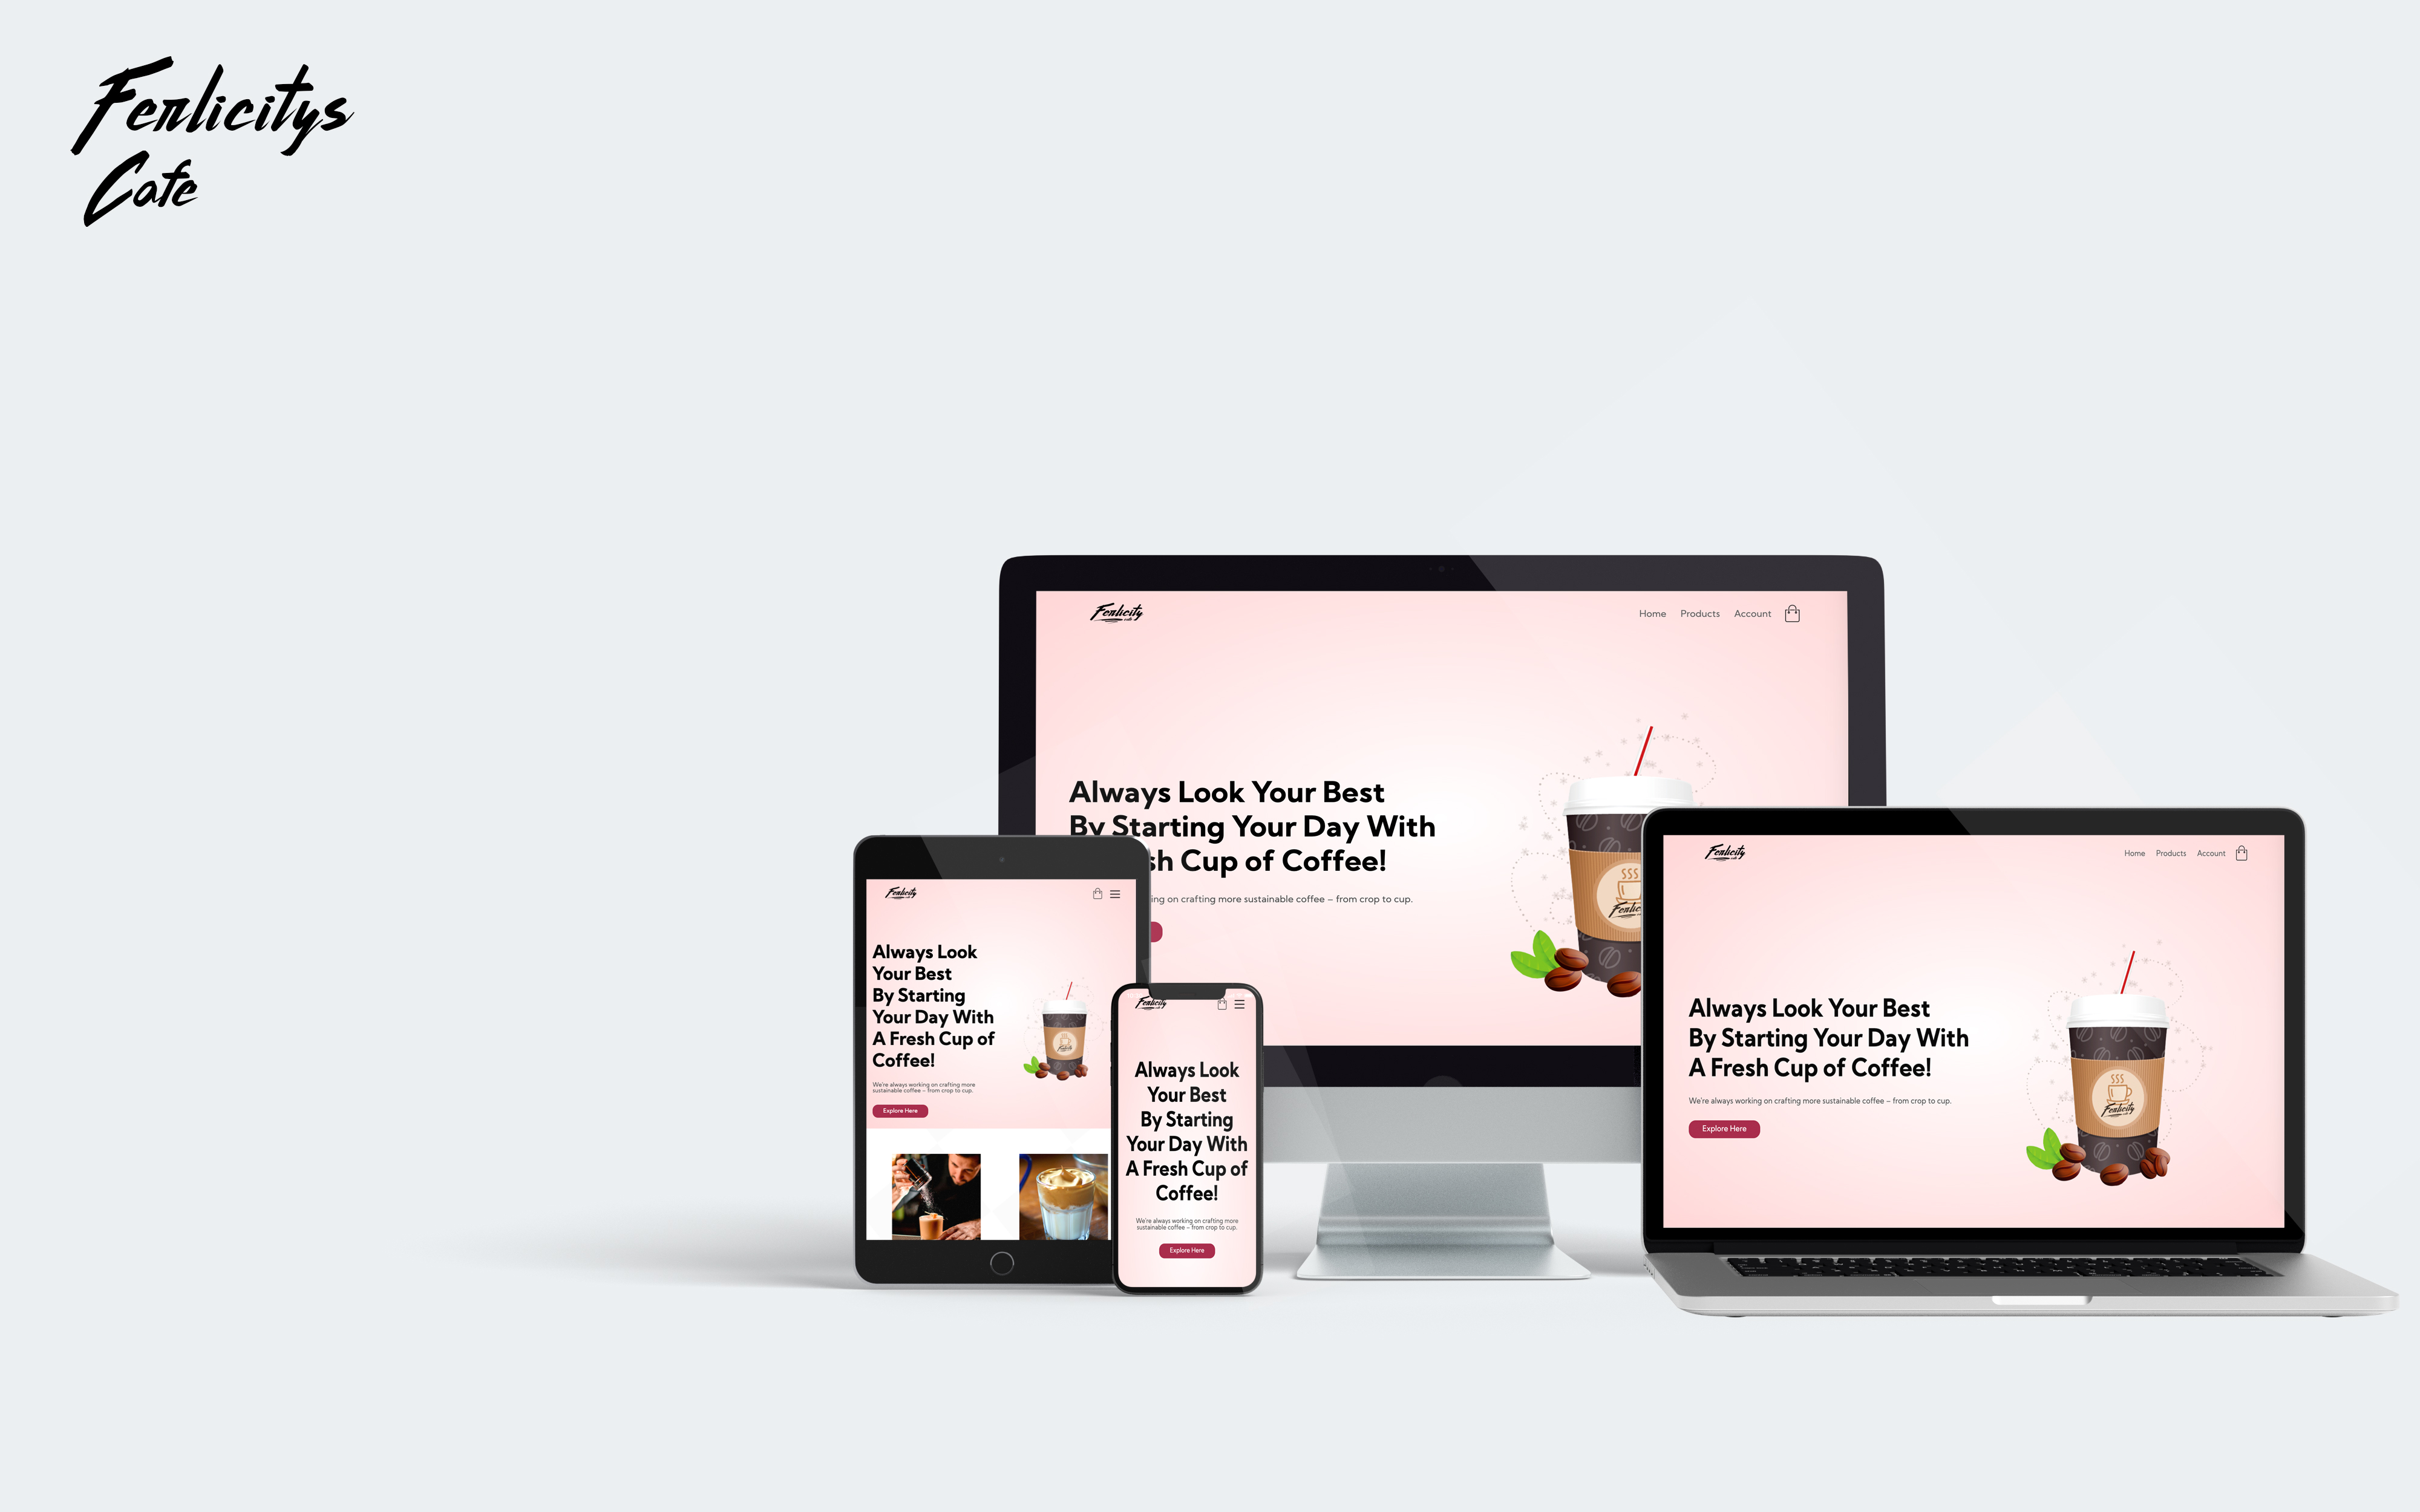 Fenlicitys
Cafe
Fenlicity
Home Products Account
Always Look Your Best
By Starting Your Day With
sh Cup of Coffee!
ing on crafting more sustainable coffee – from crop to cup.
Fenlicity
Always Look
Your Best
By Starting
Your Day With
A Fresh Cup of
Coffee!
We're always working on crafting more
sustainable coffee – from crop to cup.
Explore Here
Fenlicity
Always Look
Your Best
By Starting
Your Day With
A Fresh Cup of
Coffee!
We're always working on crafting more
sustainable coffee – from crop to cup.
Explore Here
Fenlicity
Home Products Account
Always Look Your Best
By Starting Your Day With
A Fresh Cup of Coffee!
We're always working on crafting more sustainable coffee – from crop to cup.
Explore Here
Fenlicity